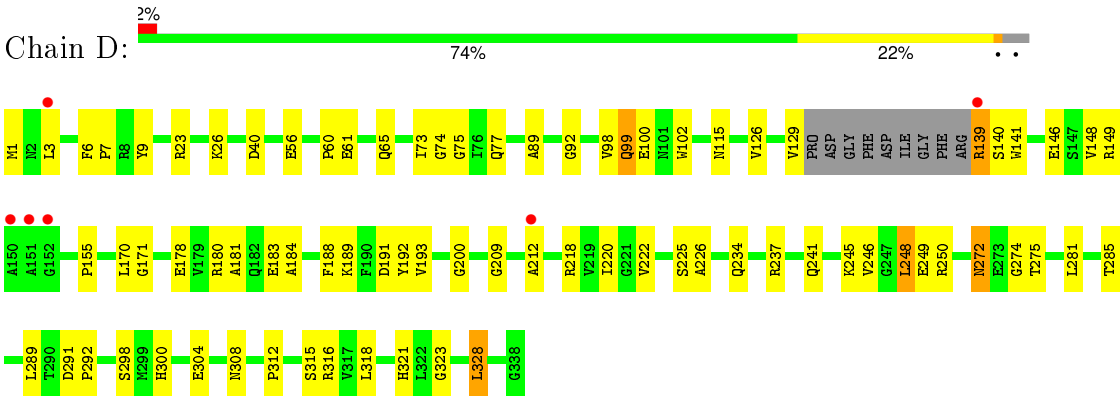 2%
Chain D:
74% 22% • •
M1 N2 L3 F6 P7 R8 Y9 R23 K26 D40 E56 P60 E61 Q65 I73 G74 G75 I76 Q77 A89 G92 V98 Q99 E100 N101 W102 N115 V126 V129 PRO ASP GLY PHE ASP ILE GLY PHE ARG R139 S140 W141 E146 S147 V148 R149
A150 A151 G152 P155 L170 G171 E178 V179 R180 A181 Q182 E183 A184 F188 K189 F190 D191 Y192 V193 G200 G209 A212 R218 V219 I220 G221 V222 S225 A226 Q234 R237 Q241 K245 V246 G247 L248 E249 R250 N272 E273 G274 T275 L281 T285
L289 T290 D291 P292 S298 M299 H300 E304 N308 P312 S315 R316 V317 L318 H321 L322 G323 L328 G338